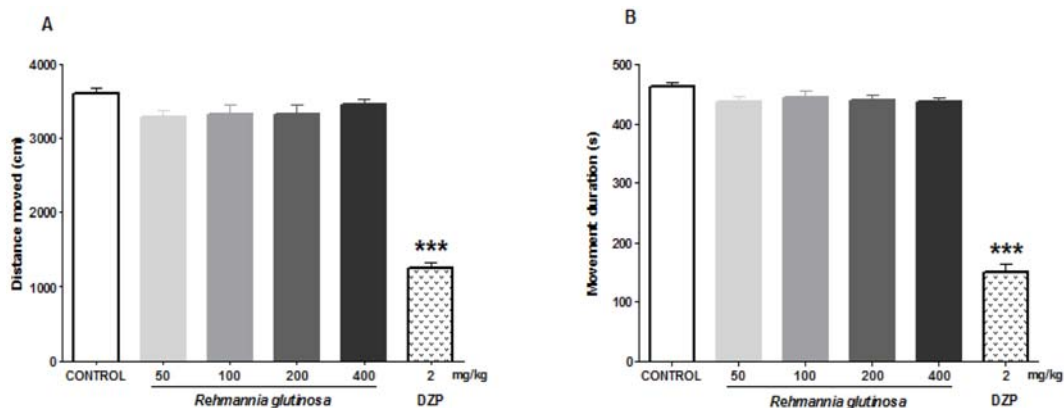 A
Distance moved (cm)
4000
3000
2000
1000
0
CONTROL 50 100 200 400 2 mg/kg
Rehmannia glutinosa DZP
***
B
Movement duration (s)
500
400
300
200
100
0
CONTROL 50 100 200 400 2 mg/kg
Rehmannia glutinosa DZP
***